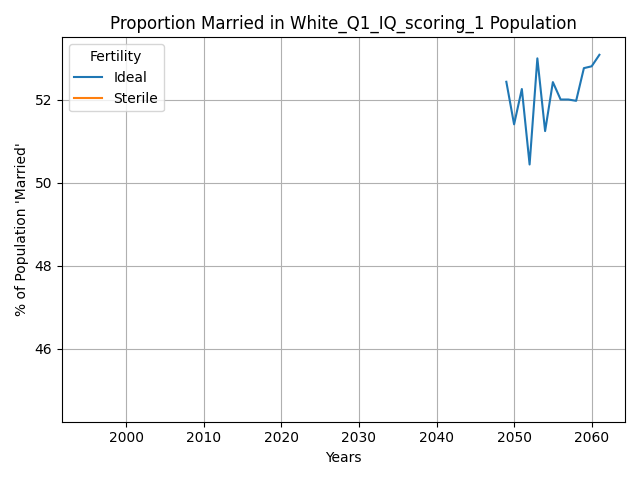 Proportion Married in White_Q1_IQ_scoring_1 Population
Fertility
Ideal
Sterile
% of Population 'Married'
52
50
48
46
2000 2010 2020 2030 2040 2050 2060
Years